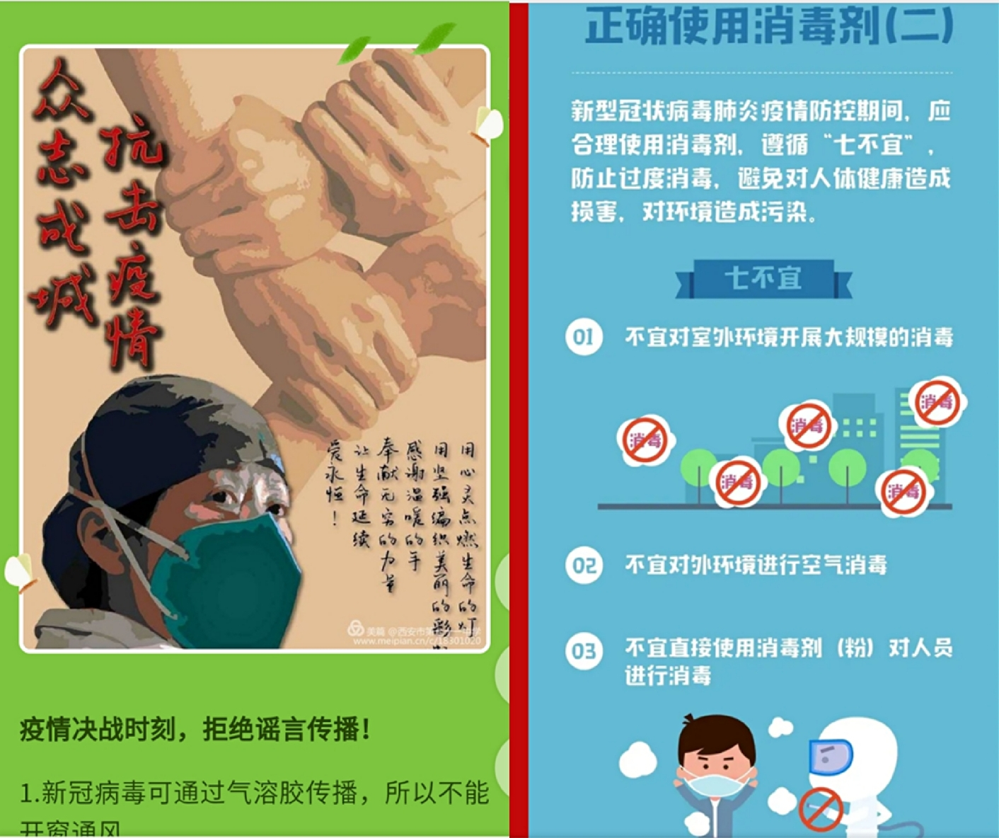 众志成城
抗击疫情
用心灵点燃生命的灯
用坚强编织美丽的彩
感谢温暖的手
奉献无穷的力量
让生命延续
爱永恒！
美篇 @西安市第
www.meipian.cn/c/18301020
疫情决战时刻，拒绝谣言传播！
1.新冠病毒可通过气溶胶传播，所以不能
开窗通风
正确使用消毒剂(二)
新型冠状病毒肺炎疫情防控期间，应
合理使用消毒剂，遵循“七不宜”，
防止过度消毒，避免对人体健康造成
损害，对环境造成污染。
七不宜
01 不宜对室外环境开展大规模的消毒
消毒
消毒
消毒
消毒
消毒
02 不宜对外环境进行空气消毒
03 不宜直接使用消毒剂（粉）对人员
进行消毒